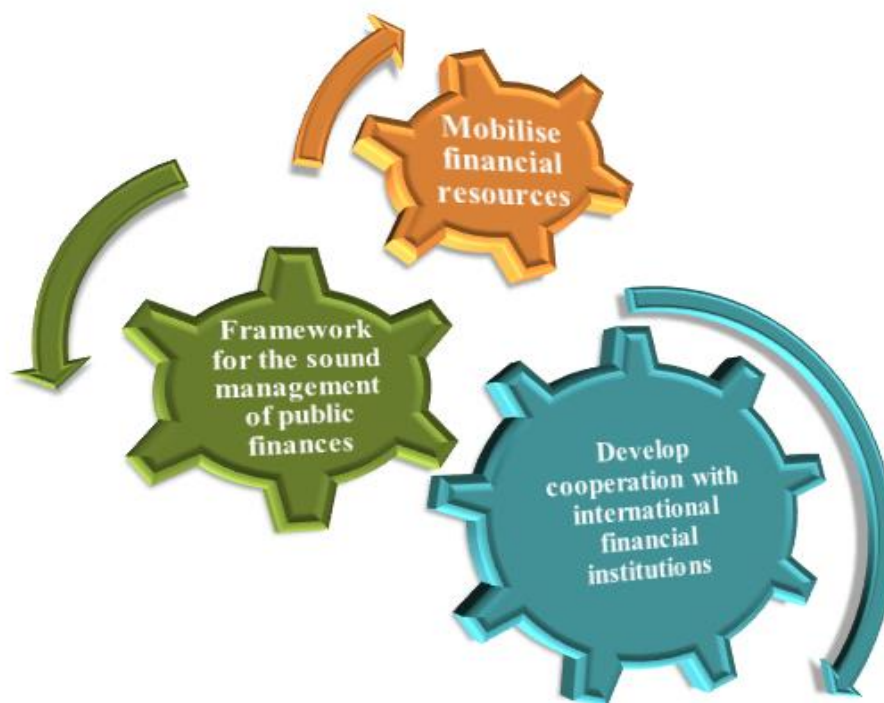 Mobilise
financial
resources
Framework
for the sound
management
of public
finances
Develop
cooperation with
international
financial
institutions